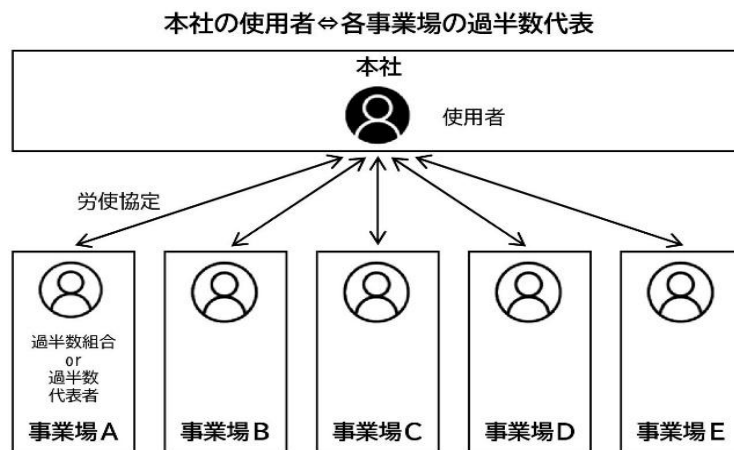 本社の使用者⇔各事業場の過半数代表
本社
使用者
労使協定
過半数組合
or
過半数
代表者
事業場A
事業場B
事業場C
事業場D
事業場E